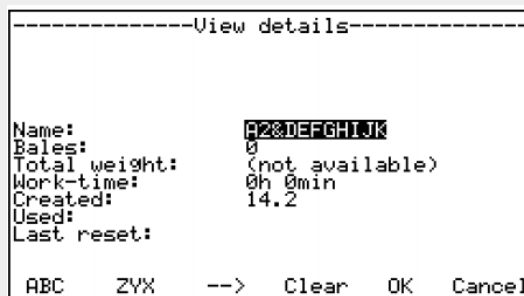 --------------View details--------------
Name: A2&DEFGHIJK
Bales: 0
Total weight: (not available)
Work-time: 0h 0min
Created: 14.2
Used:
Last reset:
ABC ZYX --> Clear OK Cancel